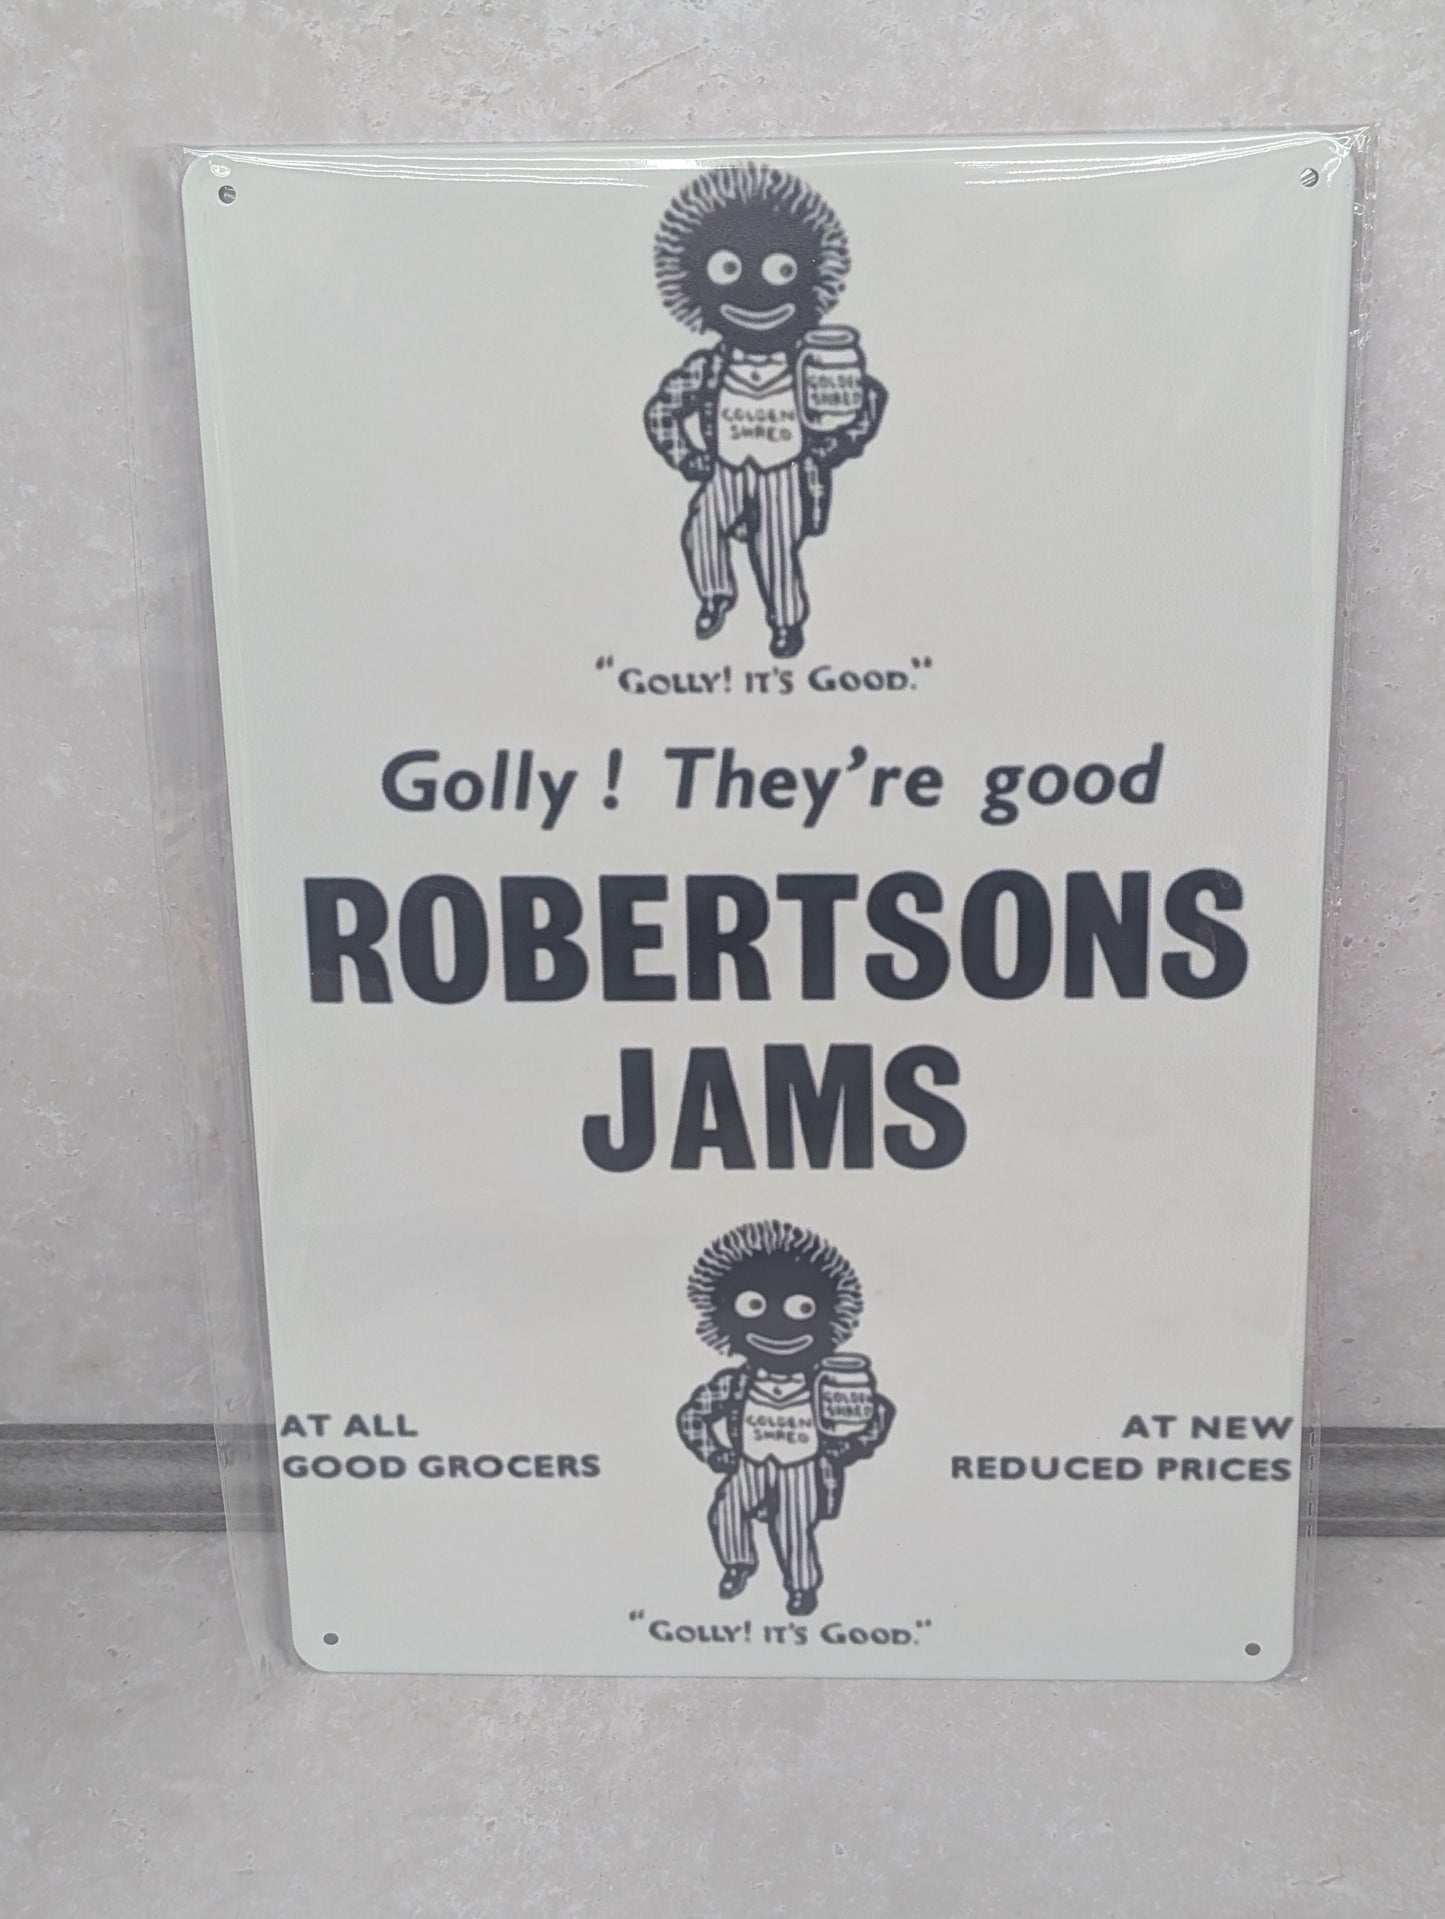 GOLDEN
SHRED
GOLDEN
SHRED
"GOLLY! IT'S GOOD."
Golly! They're good
ROBERTSONS
JAMS
GOLDEN
SHRED
GOLDEN
SHRED
AT ALL
GOOD GROCERS
AT NEW
REDUCED PRICES
"GOLLY! IT'S GOOD."